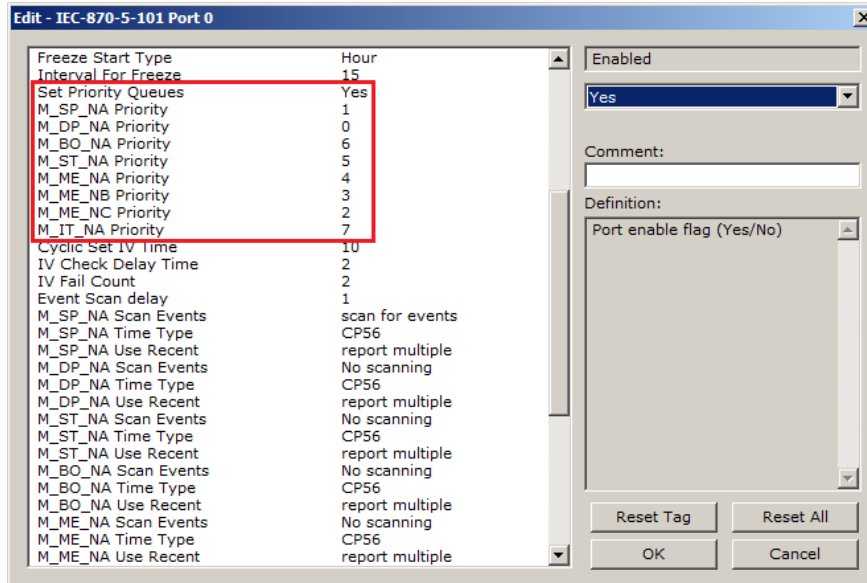 Edit - IEC-870-5-101 Port 0
Freeze Start Type Hour
Interval For Freeze 15
Set Priority Queues Yes
M_SP_NA Priority 1
M_DP_NA Priority 0
M_BO_NA Priority 6
M_ST_NA Priority 5
M_ME_NA Priority 4
M_ME_NB Priority 3
M_ME_NC Priority 2
M_IT_NA Priority 7
Cyclic Set IV Time 10
IV Check Delay Time 2
IV Fail Count 2
Event Scan delay 1
M_SP_NA Scan Events scan for events
M_SP_NA Time Type CP56
M_SP_NA Use Recent report multiple
M_DP_NA Scan Events No scanning
M_DP_NA Time Type CP56
M_DP_NA Use Recent report multiple
M_ST_NA Scan Events No scanning
M_ST_NA Time Type CP56
M_ST_NA Use Recent report multiple
M_BO_NA Scan Events No scanning
M_BO_NA Time Type CP56
M_BO_NA Use Recent report multiple
M_ME_NA Scan Events No scanning
M_ME_NA Time Type CP56
M_ME_NA Use Recent report multiple
Enabled
Yes
Comment:
Definition:
Port enable flag (Yes/No)
Reset Tag Reset All
OK Cancel